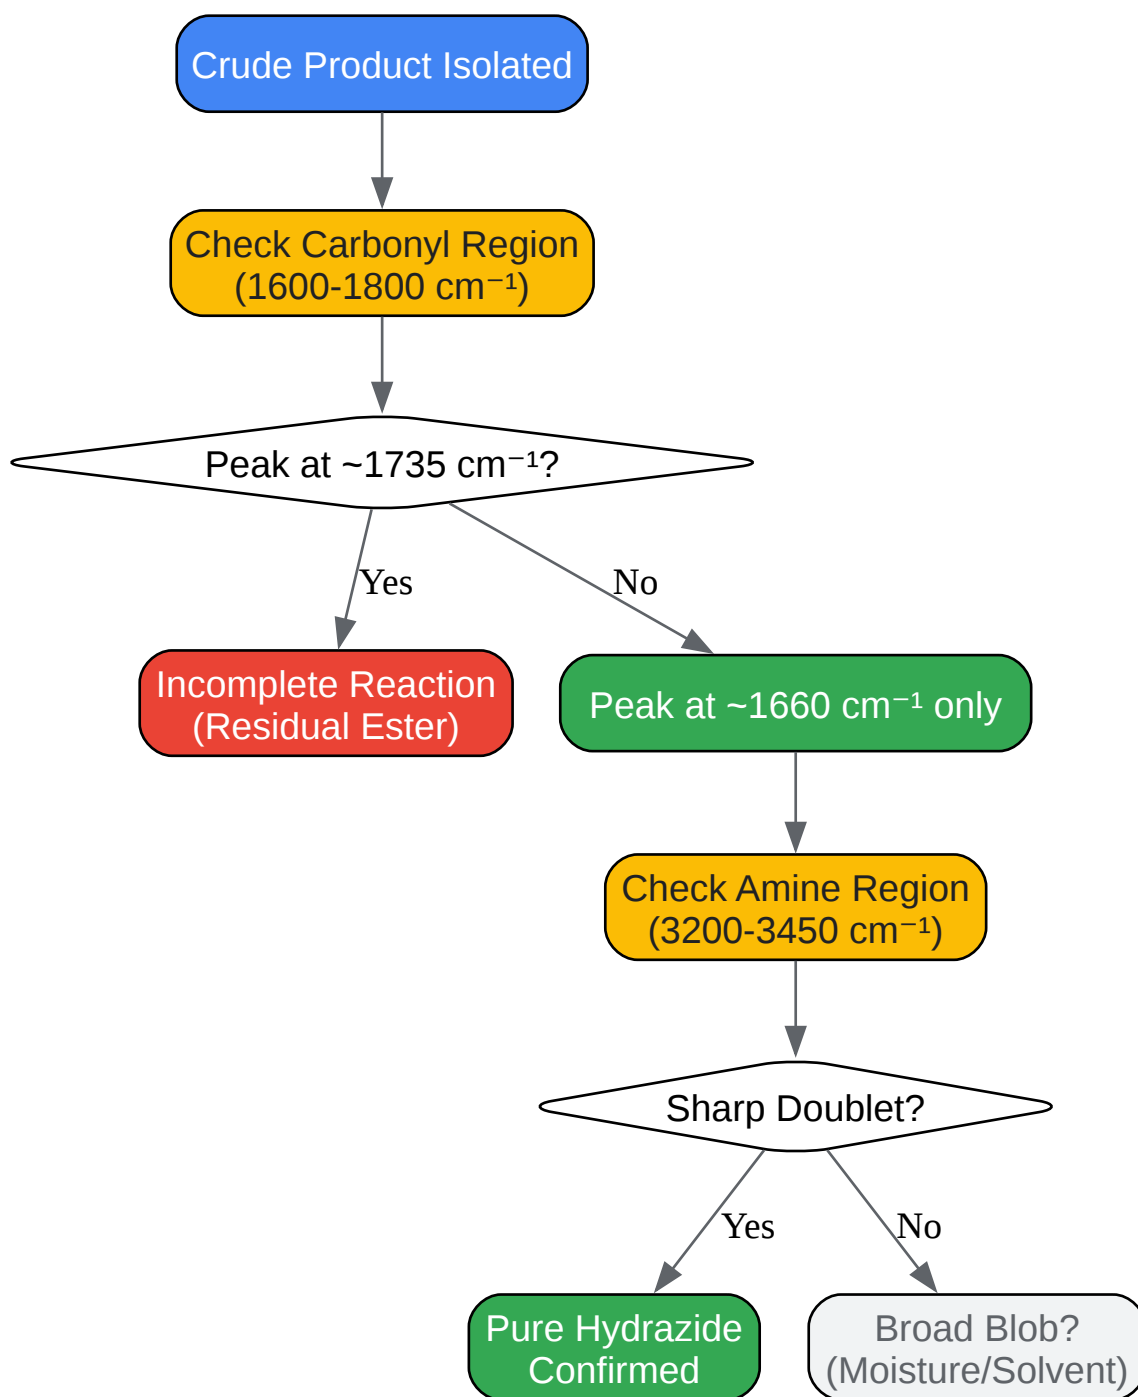 Crude Product Isolated
Check Carbonyl Region
(1600-1800 cm⁻¹)
Peak at ~1735 cm⁻¹?
Yes
No
Incomplete Reaction
(Residual Ester)
Peak at ~1660 cm⁻¹ only
Check Amine Region
(3200-3450 cm⁻¹)
Sharp Doublet?
Yes
No
Pure Hydrazide
Confirmed
Broad Blob?
(Moisture/Solvent)